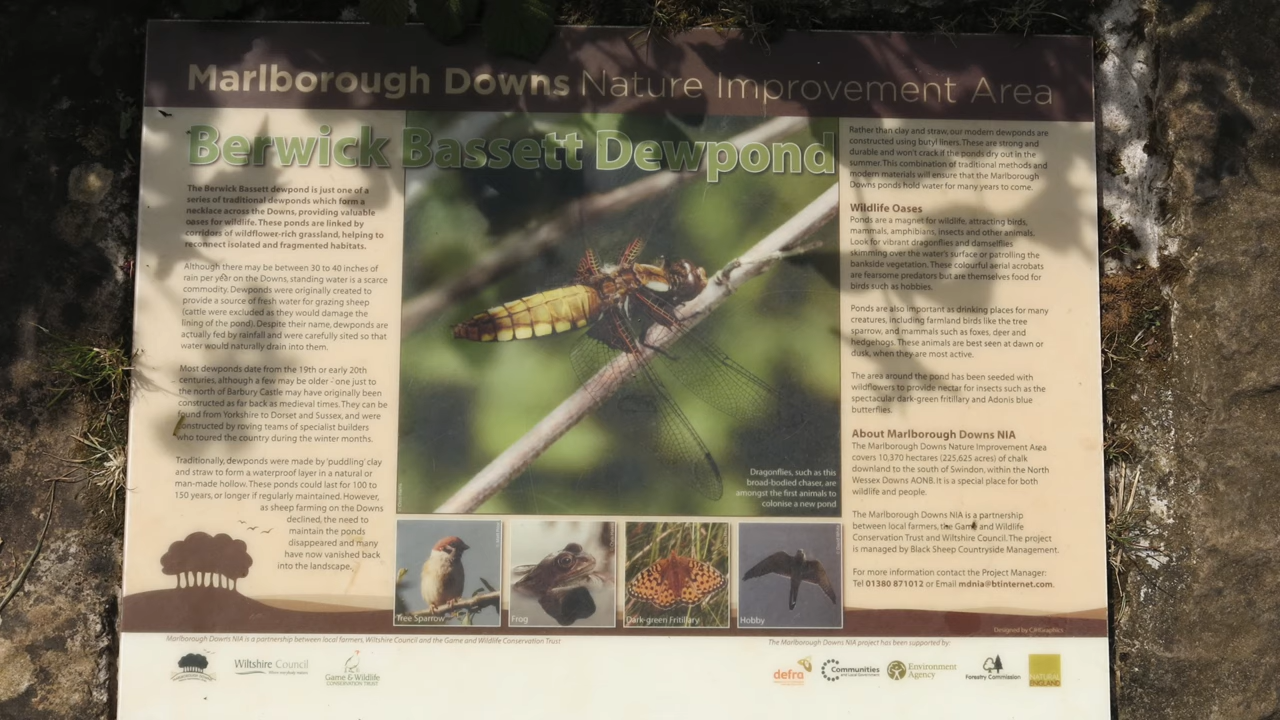 Marlborough Downs Nature Improvement Area
Berwick Bassett Dewpond
The Berwick Bassett dewpond is just one of a
series of traditional dewponds which form a
necklace across the Downs, providing valuable
oases for wildlife. These ponds are linked by
corridors of wildflower-rich grassland, helping to
reconnect isolated and fragmented habitats.
Although there may be between 30 to 40 inches of
rain per year on the Downs, standing water is a scarce
commodity. Dewponds were originally created to
provide a source of fresh water for grazing sheep
(cattle were excluded as they would damage the
lining of the pond). Despite their name, dewponds are
actually fed by rainfall and were carefully sited so that
water would naturally drain into them.
Most dewponds date from the 19th or early 20th
centuries, although a few may be older - one just to
the north of Barbury Castle may have originally been
constructed as far back as medieval times. They can be
found from Yorkshire to Dorset and Sussex, and were
constructed by roving teams of specialist builders
who toured the country during the winter months.
Traditionally, dewponds were made by 'puddling' clay
and straw to form a waterproof layer in a natural or
man-made hollow. These ponds could last for 100 to
150 years, or longer if regularly maintained. However,
as sheep farming on the Downs
declined, the need to
maintain the ponds
disappeared and many
have now vanished back
into the landscape.
Dragonflies, such as this
broad-bodied chaser, are
amongst the first animals to
colonise a new pond
Tree Sparrow
Frog
Dark-green Fritillary
Hobby
Rather than clay and straw, our modern dewponds are
constructed using butyl liners. These are strong and
durable and won't crack if the ponds dry out in the
summer. This combination of traditional methods and
modern materials will ensure that the Marlborough
Downs ponds hold water for many years to come.
Wildlife Oases
Ponds are a magnet for wildlife, attracting birds,
mammals, amphibians, insects and other animals.
Look for vibrant dragonflies and damselflies
skimming over the water's surface or patrolling the
bankside vegetation. These colourful aerial acrobats
are fearsome predators but are themselves food for
birds such as hobbies.
Ponds are also important as drinking places for many
creatures, including farmland birds like the tree
sparrow, and mammals such as foxes, deer and
hedgehogs. These animals are best seen at dawn or
dusk, when they are most active.
The area around the pond has been seeded with
wildflowers to provide nectar for insects such as the
spectacular dark-green fritillary and Adonis blue
butterflies.
About Marlborough Downs NIA
The Marlborough Downs Nature Improvement Area
covers 10,370 hectares (225,625 acres) of chalk
downland to the south of Swindon, within the North
Wessex Downs AONB. It is a special place for both
wildlife and people.
The Marlborough Downs NIA is a partnership
between local farmers, the Game and Wildlife
Conservation Trust and Wiltshire Council. The project
is managed by Black Sheep Countryside Management.
For more information contact the Project Manager:
Tel 01380 871012 or Email mdnia@btinternet.com.
Marlborough Downs NIA is a partnership between local farmers, Wiltshire Council and the Game and Wildlife Conservation Trust
The Marlborough Downs NIA project has been supported by:
Wiltshire Council
Game & Wildlife
CONSERVATION TRUST
defra
Communities
and Local Government
Environment
Agency
Forestry Commission
NATURAL
ENGLAND